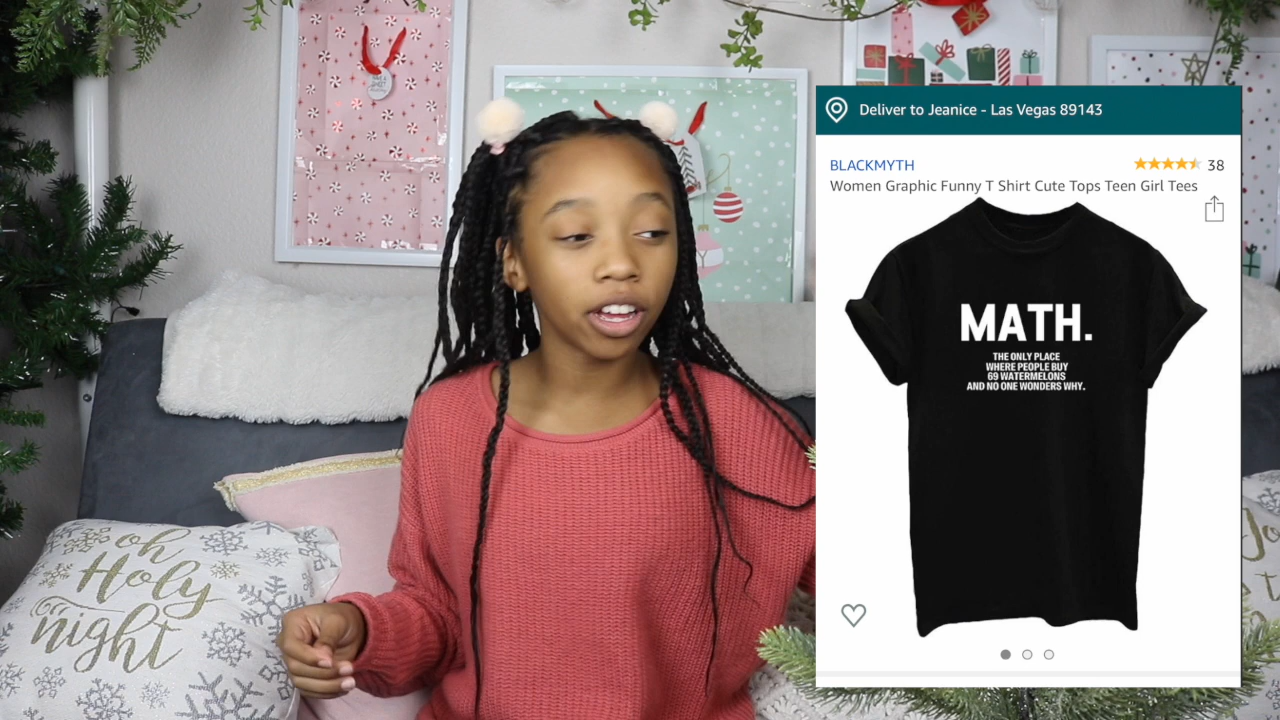 oh
Holy
night
Deliver to Jeanice - Las Vegas 89143
BLACKMYTH
38
Women Graphic Funny T Shirt Cute Tops Teen Girl Tees
MATH.
THE ONLY PLACE
WHERE PEOPLE BUY
69 WATERMELONS
AND NO ONE WONDERS WHY.